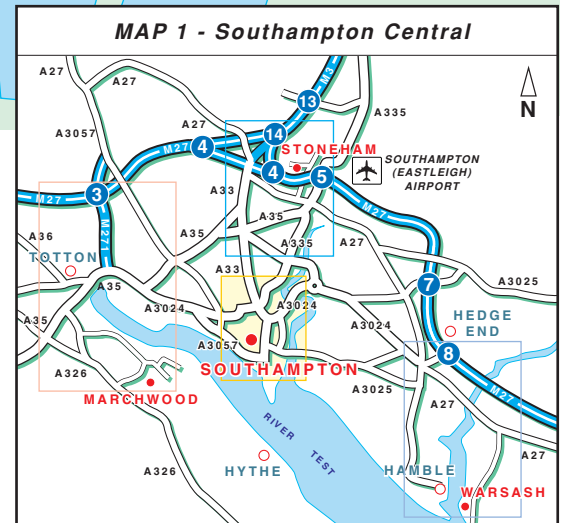 MAP 1 - Southampton Central
A27
A27
M3
A335
N
13
A3057
A27
14
M27
4
STONEHAM
4
5
SOUTHAMPTON
(EASTLEIGH)
AIRPORT
3
M27
A33
M27
M271
A36
A35
A35
A335
A27
TOTTON
A33
7
A3025
A35
A3024
A3024
A3024
HEDGE
END
A35
A3057
8
A326
SOUTHAMPTON
A3025
M27
MARCHWOOD
A27
RIVER TEST
A27
A326
HYTHE
HAMBLE
WARSASH